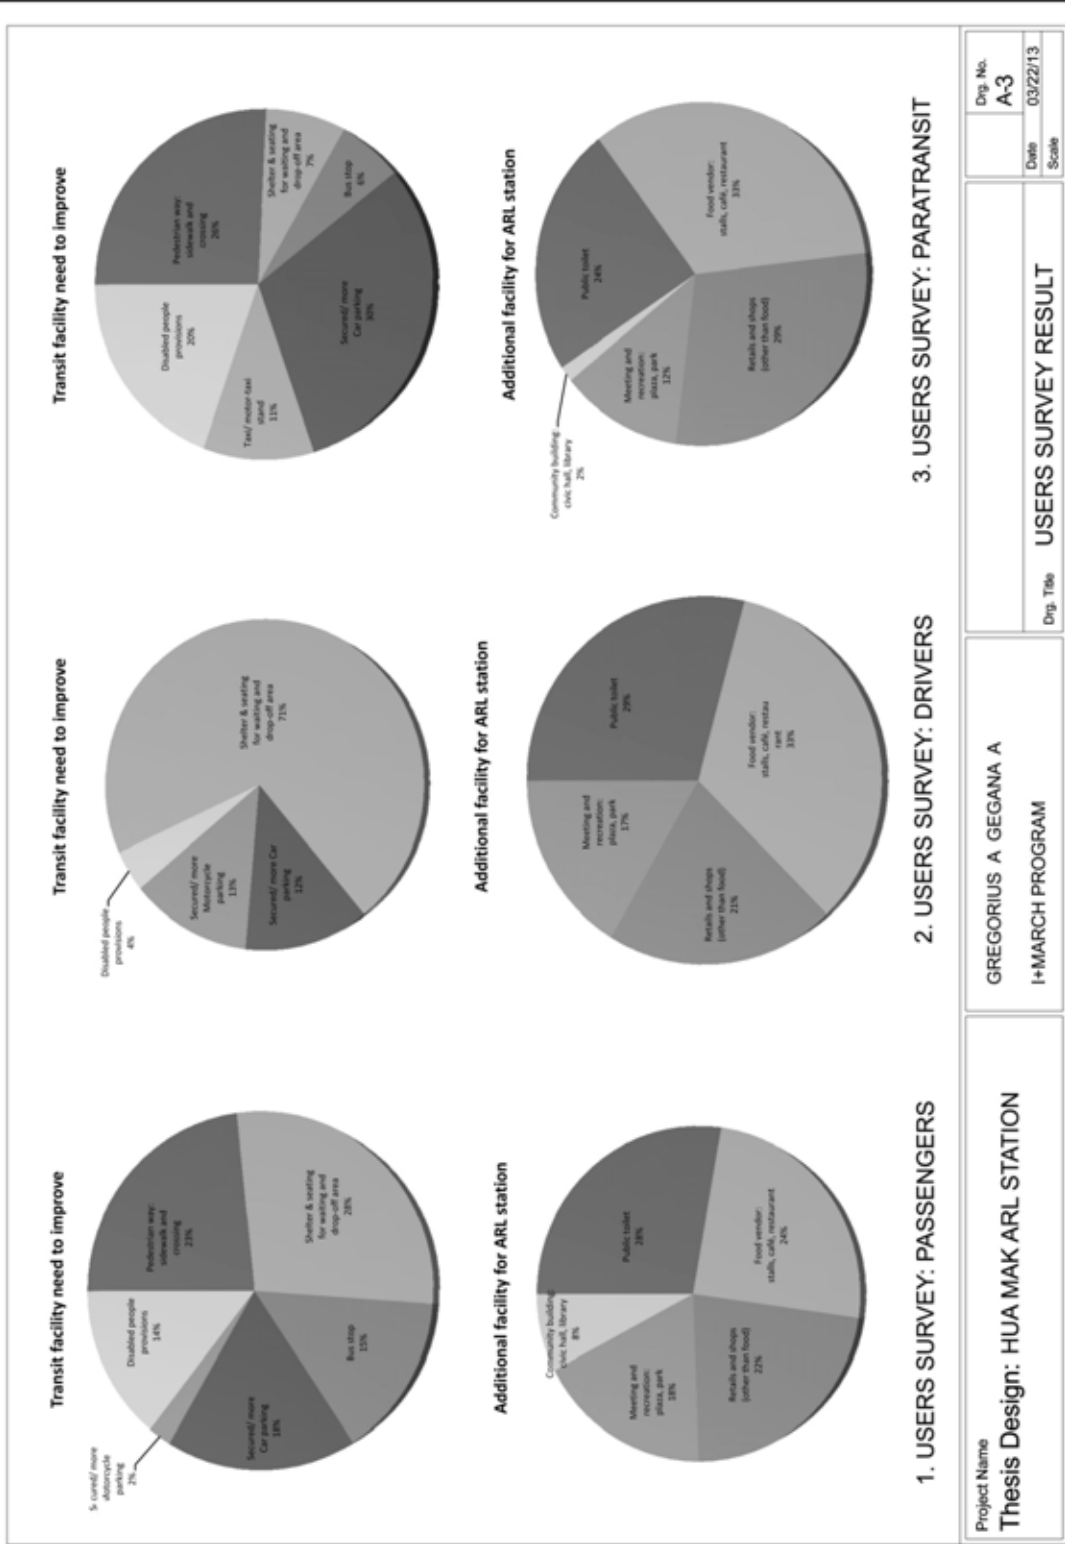 Transit facility need to improve
Pedestrian way:
sidewalk and
crossing
23%
Shelter & seating
for waiting and
drop-off area
28%
Bus stop
15%
Secured/ more
Car parking
18%
cured/ more
parking
2%
Disabled people
provisions
14%
Additional facility for ARL station
Public toilet
28%
Food vendor:
stalls, café, restaurant
24%
Retails and shops
(other than food)
22%
Meeting and
recreation:
plaza, park
18%
Community building:
civic hall, library
8%
1. USERS SURVEY: PASSENGERS
Transit facility need to improve
Shelter & seating
for waiting and
drop-off area
71%
Secured/ more Car
parking
12%
Secured/ more
Motorcycle
parking
13%
Disabled people
provisions
4%
Additional facility for ARL station
Public toilet
29%
Food vendor:
stalls, café, restau
rant
33%
Retails and shops
(other than food)
21%
Meeting and
recreation:
plaza, park
17%
2. USERS SURVEY: DRIVERS
Transit facility need to improve
Pedestrian way:
sidewalk and
crossing
26%
Shelter & seating
for waiting and
drop-off area
7%
Bus stop
6%
Secured/ more
Car parking
30%
Taxi/ motor-taxi
stand
11%
Disabled people
provisions
20%
Additional facility for ARL station
Public toilet
24%
Food vendor:
stalls, café, restaurant
33%
Retails and shops
(other than food)
29%
Meeting and
recreation:
plaza, park
12%
Community building:
civic hall, library
2%
3. USERS SURVEY: PARATRANSIT
Project Name
Thesis Design: HUA MAK ARL STATION
GREGORIUS A GEGANA A
I+MARCH PROGRAM
Drg. Title USERS SURVEY RESULT
Drg. No.
A-3
Date 03/22/13
Scale